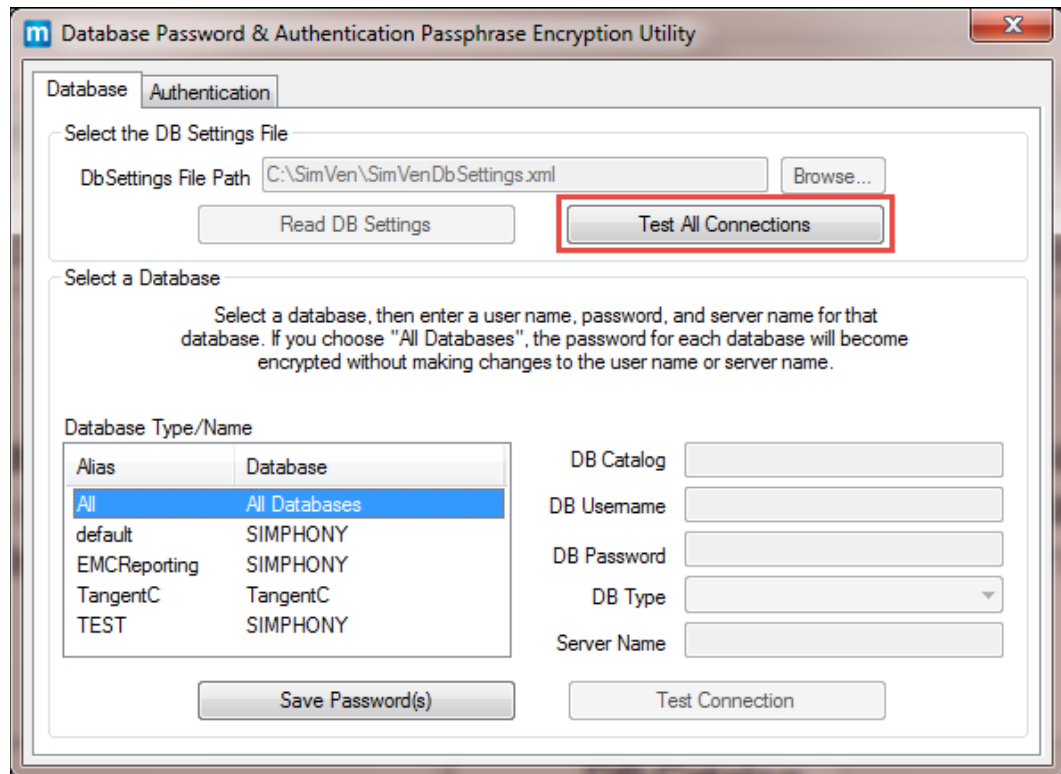 m Database Password & Authentication Passphrase Encryption Utility
Database Authentication
Select the DB Settings File
DbSettings File Path C:\SimVen\SimVenDbSettings.xml Browse...
Read DB Settings Test All Connections
Select a Database
Select a database, then enter a user name, password, and server name for that
database. If you choose "All Databases", the password for each database will become
encrypted without making changes to the user name or server name.
Database Type/Name
Alias Database
All All Databases
default SIMPHONY
EMCReporting SIMPHONY
TangentC TangentC
TEST SIMPHONY
DB Catalog
DB Username
DB Password
DB Type
Server Name
Save Password(s) Test Connection